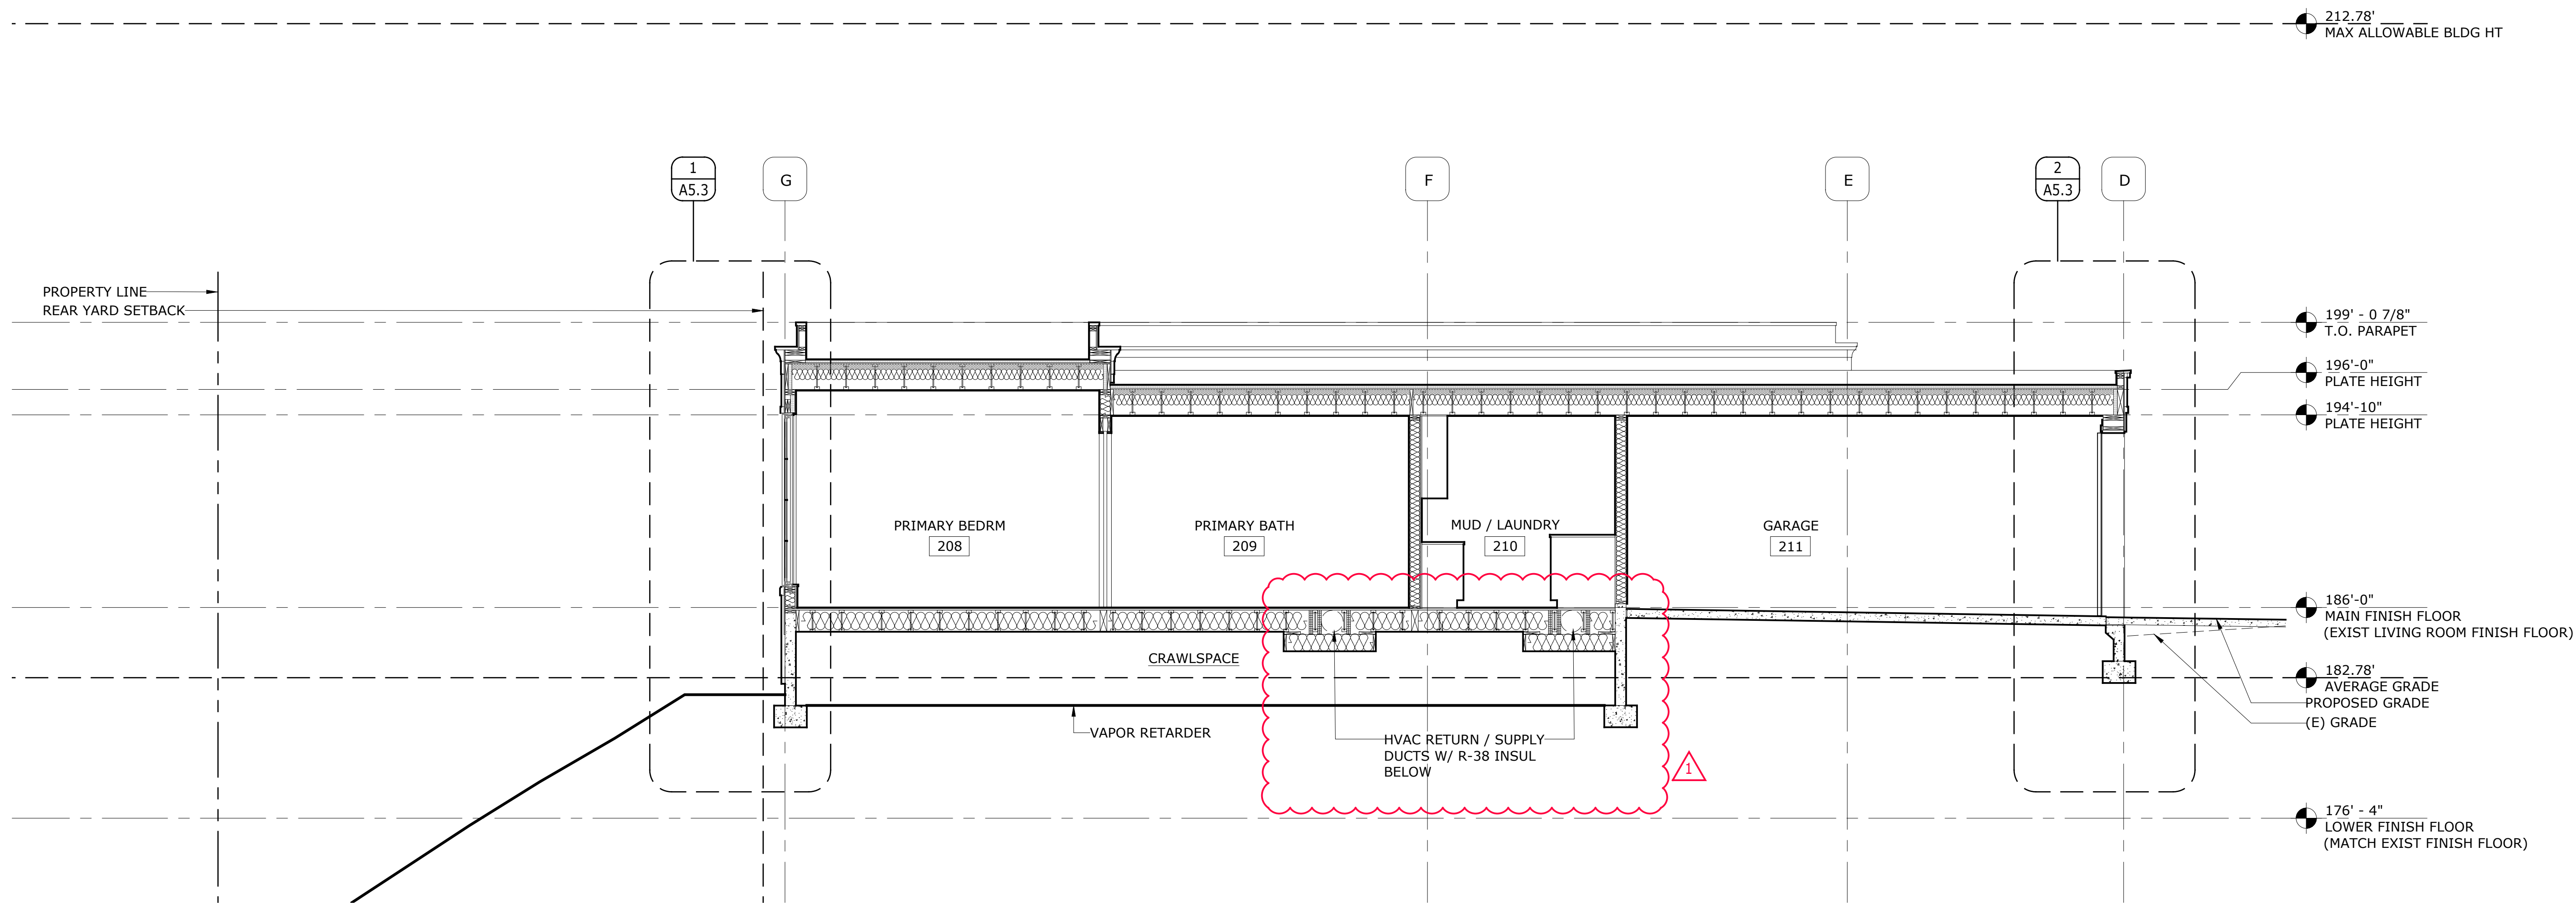 212.78'
MAX ALLOWABLE BLDG HT
1
A5.3
G
F
E
2
A5.3
D
PROPERTY LINE
REAR YARD SETBACK
199' - 0 7/8"
T.O. PARAPET
196'-0"
PLATE HEIGHT
194'-10"
PLATE HEIGHT
PRIMARY BEDRM
208
PRIMARY BATH
209
MUD / LAUNDRY
210
GARAGE
211
186'-0"
MAIN FINISH FLOOR
(EXIST LIVING ROOM FINISH FLOOR)
CRAWLSPACE
182.78'
AVERAGE GRADE
PROPOSED GRADE
(E) GRADE
VAPOR RETARDER
HVAC RETURN / SUPPLY
DUCTS W/ R-38 INSUL
BELOW
1
176' - 4"
LOWER FINISH FLOOR
(MATCH EXIST FINISH FLOOR)